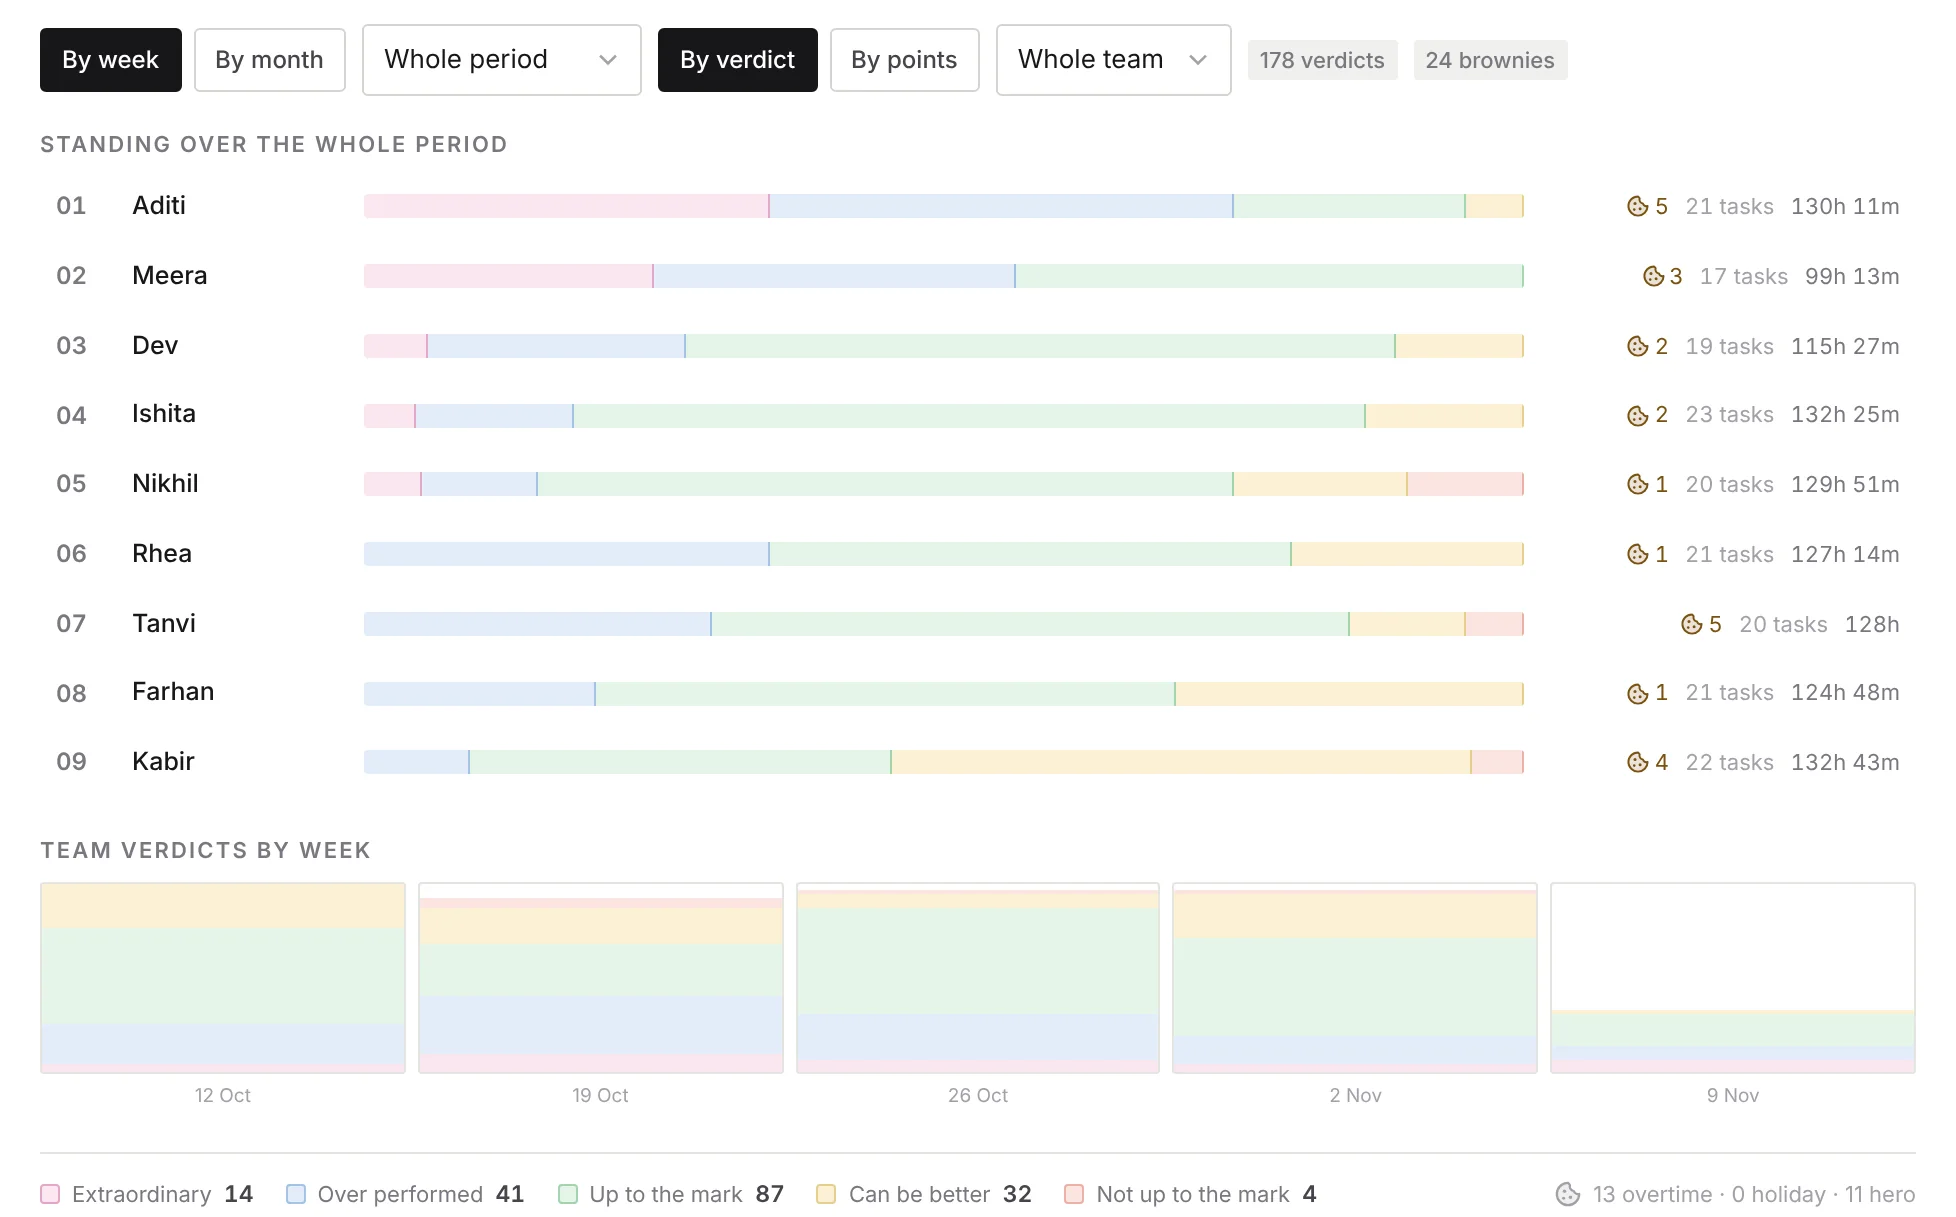 By week By month Whole period By verdict By points Whole team 178 verdicts 24 brownies
STANDING OVER THE WHOLE PERIOD
01 Aditi 5 21 tasks 130h 11m
02 Meera 3 17 tasks 99h 13m
03 Dev 2 19 tasks 115h 27m
04 Ishita 2 23 tasks 132h 25m
05 Nikhil 1 20 tasks 129h 51m
06 Rhea 1 21 tasks 127h 14m
07 Tanvi 5 20 tasks 128h
08 Farhan 1 21 tasks 124h 48m
09 Kabir 4 22 tasks 132h 43m
TEAM VERDICTS BY WEEK
12 Oct 19 Oct 26 Oct 2 Nov 9 Nov
Extraordinary 14 Over performed 41 Up to the mark 87 Can be better 32 Not up to the mark 4 13 overtime · 0 holiday · 11 hero